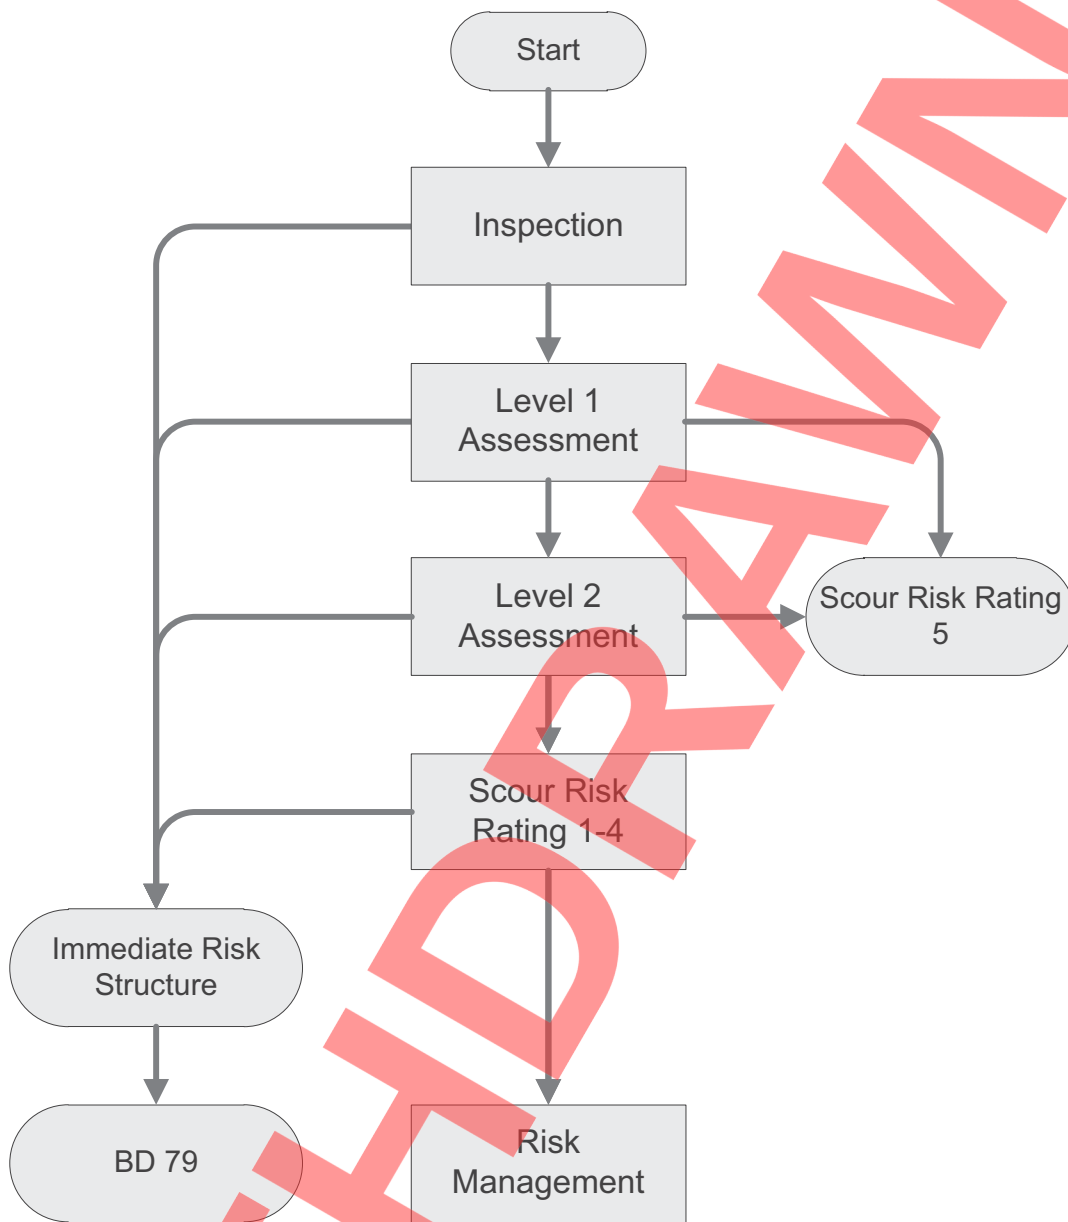 Start
Inspection
Level 1
Assessment
Level 2
Assessment
Scour Risk Rating
5
Scour Risk
Rating 1-4
Immediate Risk
Structure
BD 79
Risk
Management
HDRAWN